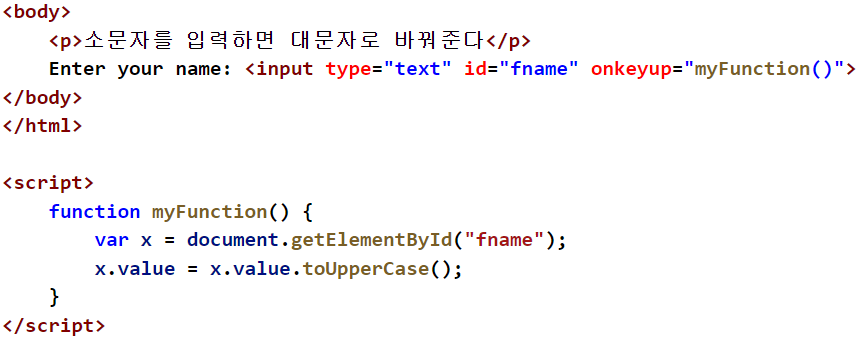 <body>
    <p>소문자를 입력하면 대문자로 바꿔준다</p>
    Enter your name: <input type="text" id="fname" onkeyup="myFunction()">
</body>
</html>

<script>
    function myFunction() {
        var x = document.getElementById("fname");
        x.value = x.value.toUpperCase();
    }
</script>